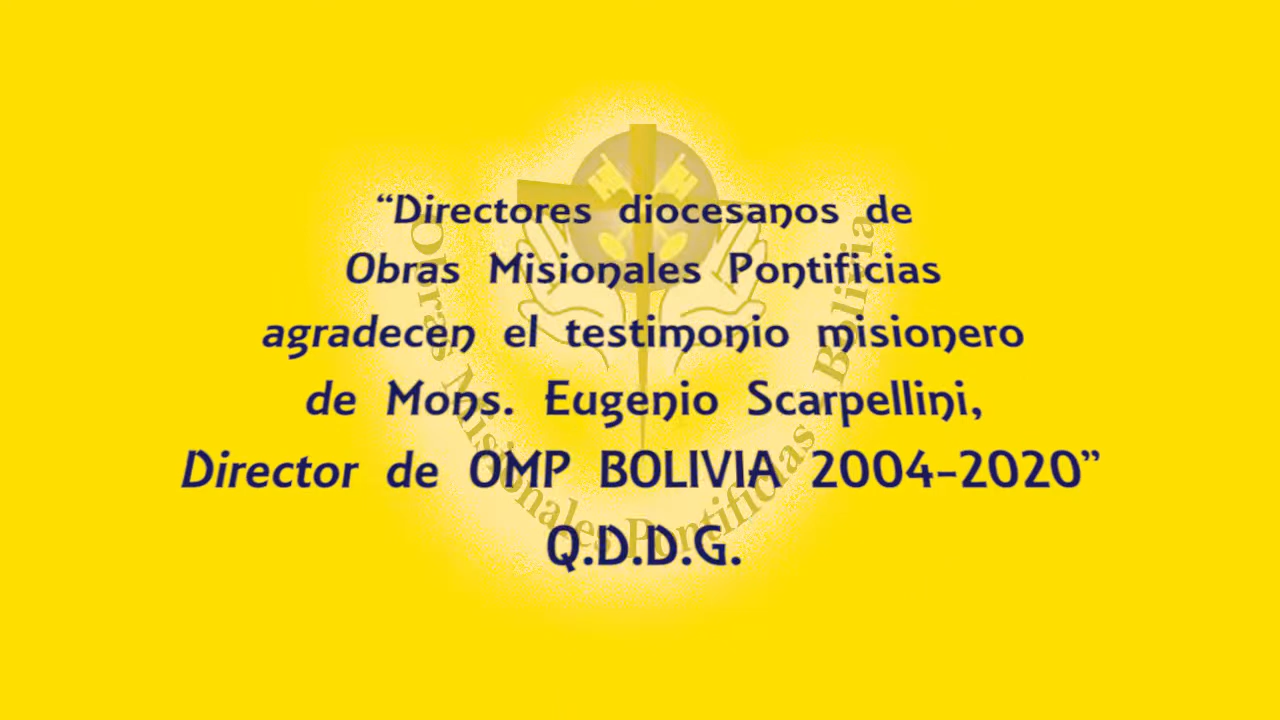 “Directores diocesanos de
Obras Misionales Pontificias
agradecen el testimonio misionero
de Mons. Eugenio Scarpellini,
Director de OMP BOLIVIA 2004-2020”
Q.D.D.G.
Obras Misionales Pontificias Bolivia